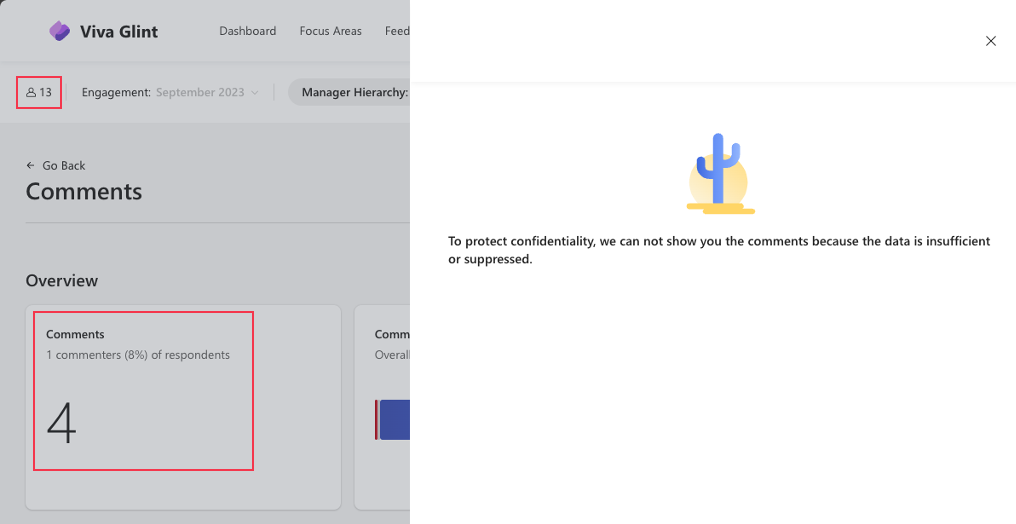 Viva Glint
Dashboard
Focus Areas
Feed
13
Engagement: September 2023
Manager Hierarchy:
Go Back
Comments
Overview
Comments
1 commenters (8%) of respondents
4
Comm
Overall
To protect confidentiality, we can not show you the comments because the data is insufficient
or suppressed.